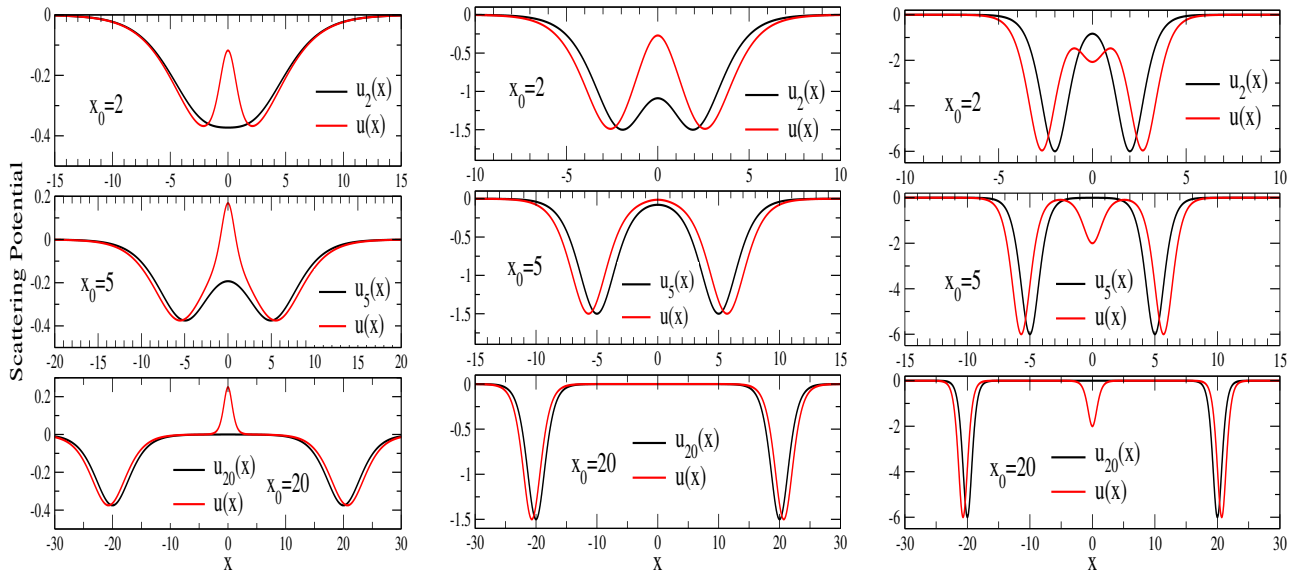 Scattering Potential
0
-0.2
-0.4
x0=2
u2(x)
u(x)
-15 -10 -5 0 5 10 15
0.2
0
-0.2
-0.4
x0=5
u5(x)
u(x)
-20 -15 -10 -5 0 5 10 15 20
0.2
0
-0.2
-0.4
u20(x)
x0=20
u(x)
-30 -20 -10 0 10 20 30
x
0
-0.5
-1.0
-1.5
x0=2
u2(x)
u(x)
-10 -5 0 5 10
0
-0.5
-1
-1.5
x0=5
u5(x)
u(x)
-15 -10 -5 0 5 10 15
0
-0.5
-1
-1.5
u20(x)
x0=20
u(x)
-30 -20 -10 0 10 20 30
x
0
-2
-4
-6
x0=2
u2(x)
u(x)
-10 -5 0 5 10
0
-2
-4
-6
x0=5
u5(x)
u(x)
-15 -10 -5 0 5 10 15
0
-2
-4
-6
x0=20
u20(x)
u(x)
-30 -20 -10 0 10 20 30
x